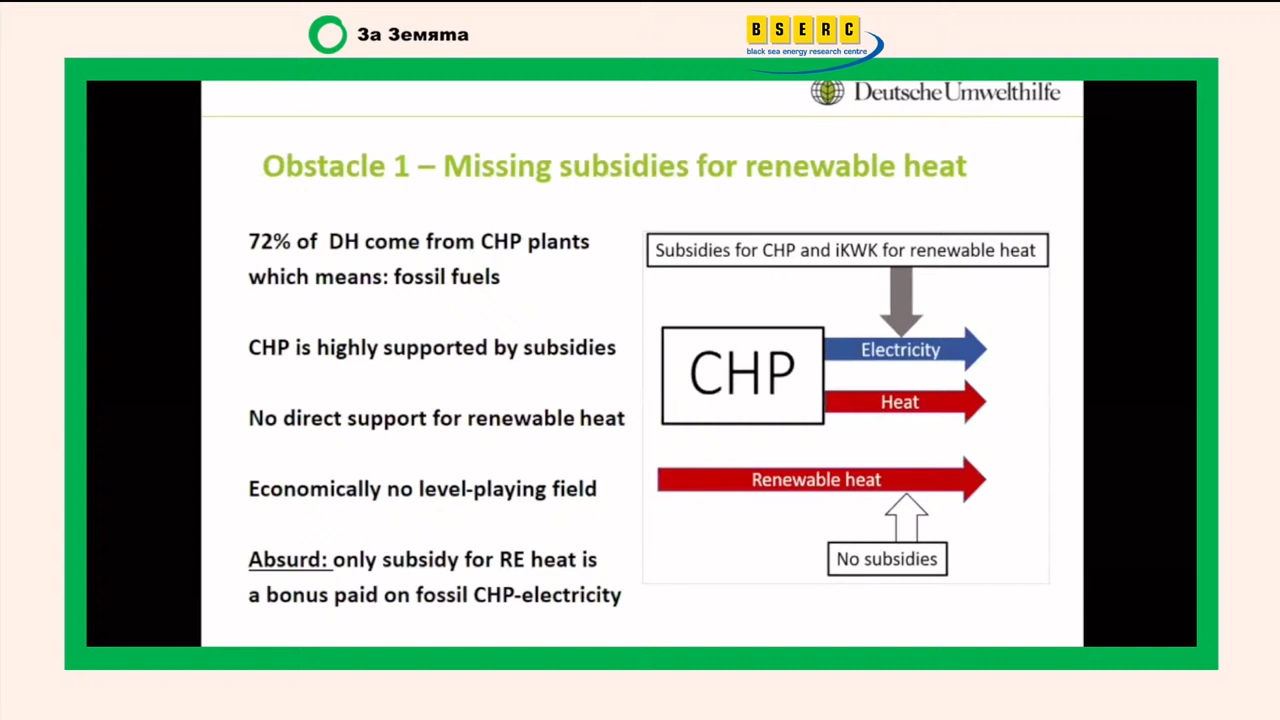 За Земята
BSERC
black sea energy research centre
Deutsche Umwelthilfe
Obstacle 1 – Missing subsidies for renewable heat
72% of DH come from CHP plants
which means: fossil fuels
CHP is highly supported by subsidies
No direct support for renewable heat
Economically no level-playing field
Absurd: only subsidy for RE heat is
a bonus paid on fossil CHP-electricity
Subsidies for CHP and iKWK for renewable heat
CHP
Electricity
Heat
Renewable heat
No subsidies